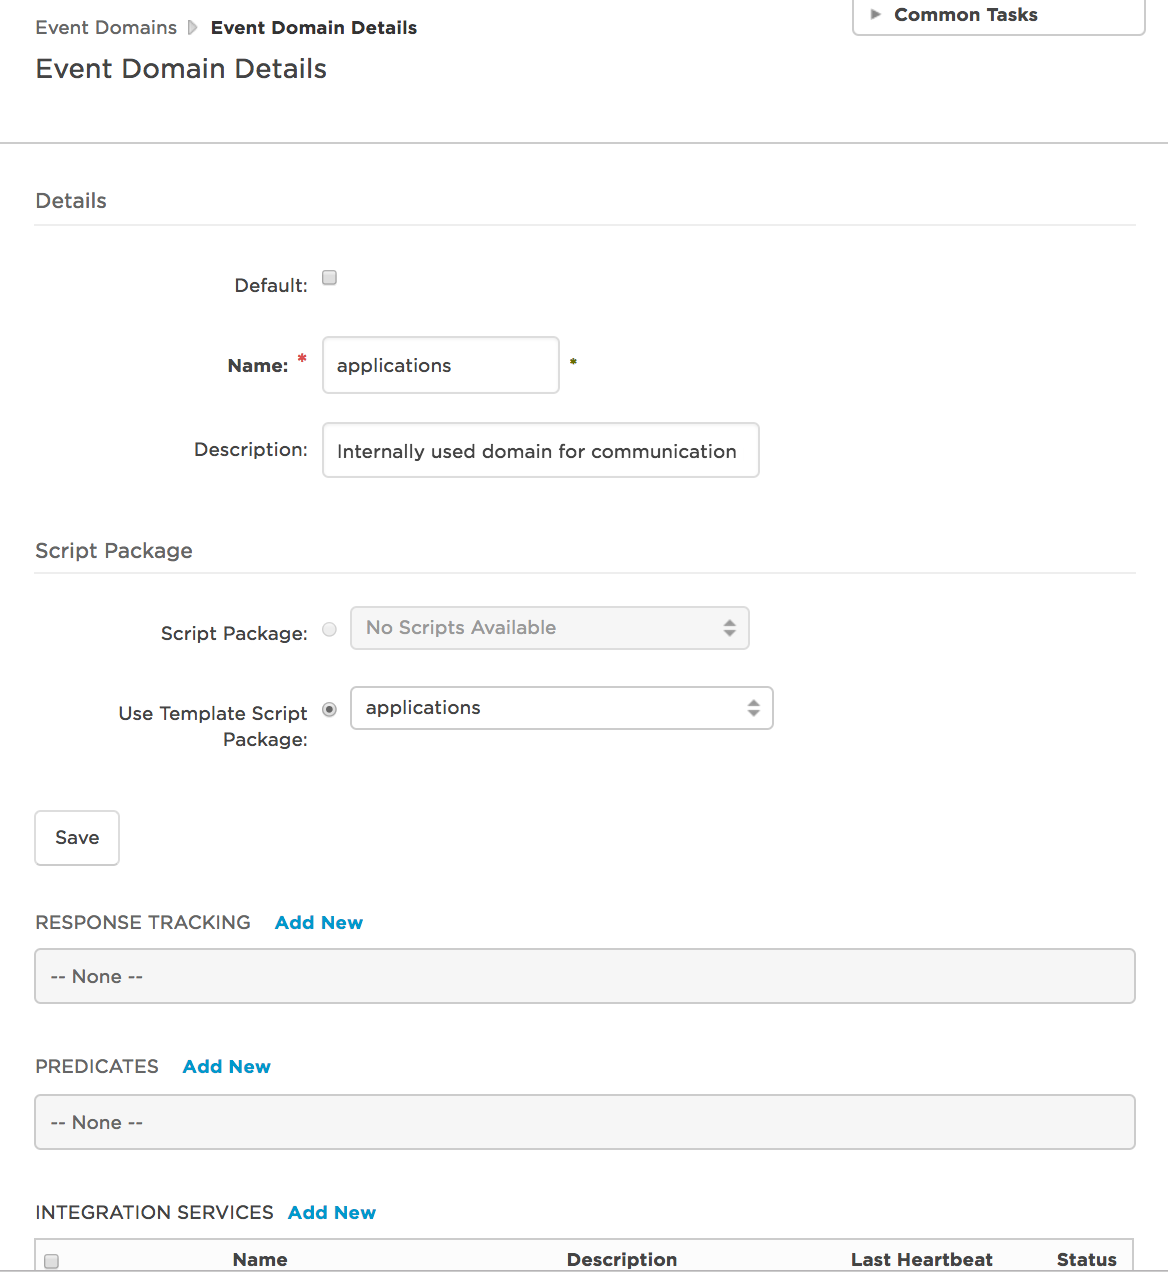 Event Domains Event Domain Details
Common Tasks
Event Domain Details
Details
Default:
Name: * applications *
Description: Internally used domain for communication
Script Package
Script Package: No Scripts Available
Use Template Script
Package:
applications
Save
RESPONSE TRACKING Add New
-- None --
PREDICATES Add New
-- None --
INTEGRATION SERVICES Add New
Name Description Last Heartbeat Status